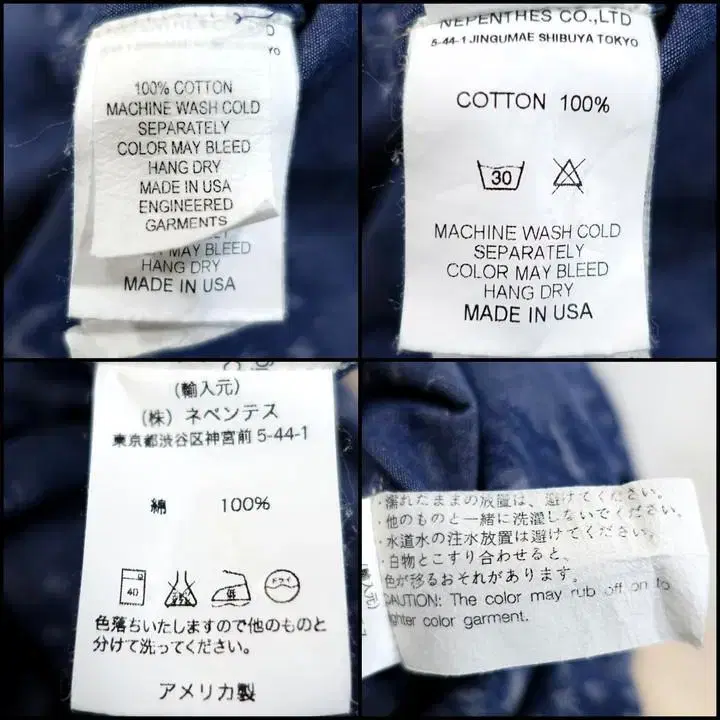 D
YO
100% COTTON
MACHINE WASH COLD
SEPARATELY
COLOR MAY BLEED
HANG DRY
MADE IN USA
ENGINEERED
GARMENTS
MAY BLEED
HANG DRY
MADE IN USA
NEPENTHES CO.,LTD
5-44-1 JINGUMAE SHIBUYA TOKYO
COTTON 100%
30
MACHINE WASH COLD
SEPARATELY
COLOR MAY BLEED
HANG DRY
MADE IN USA
(輸入元)
(株) ネペンテス
東京都渋谷区神宮前 5-44-1
綿 100%
40 低 ドライ
色落ちいたしますので他のものと
分けて洗ってください。
アメリカ製
・濡れたままの放置は、避けてください。
・他のものと一緒に洗濯しないでください。
・水道水の注水放置は避けてください。
・白物とこすり合わせると、
色が移るおそれがあります。
CAUTION: The color may rub off on to
ghter color garment.